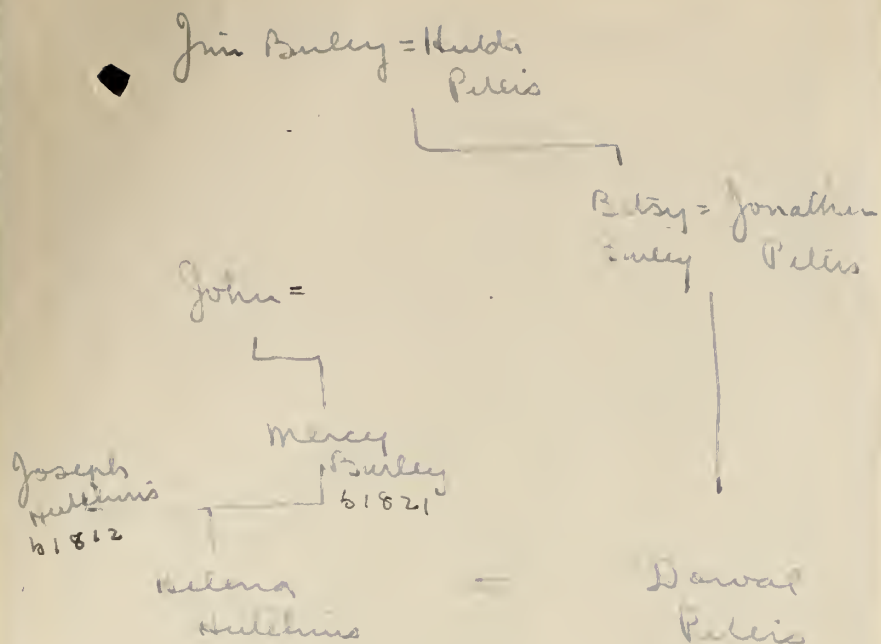 Jim Burley = Hulda
Peters
Betsy = Jonathan
Burley Peters
John =
Mercy
Burley
b 1821
Joseph
Hutchins
b 1812
=
Hutchins
Peters